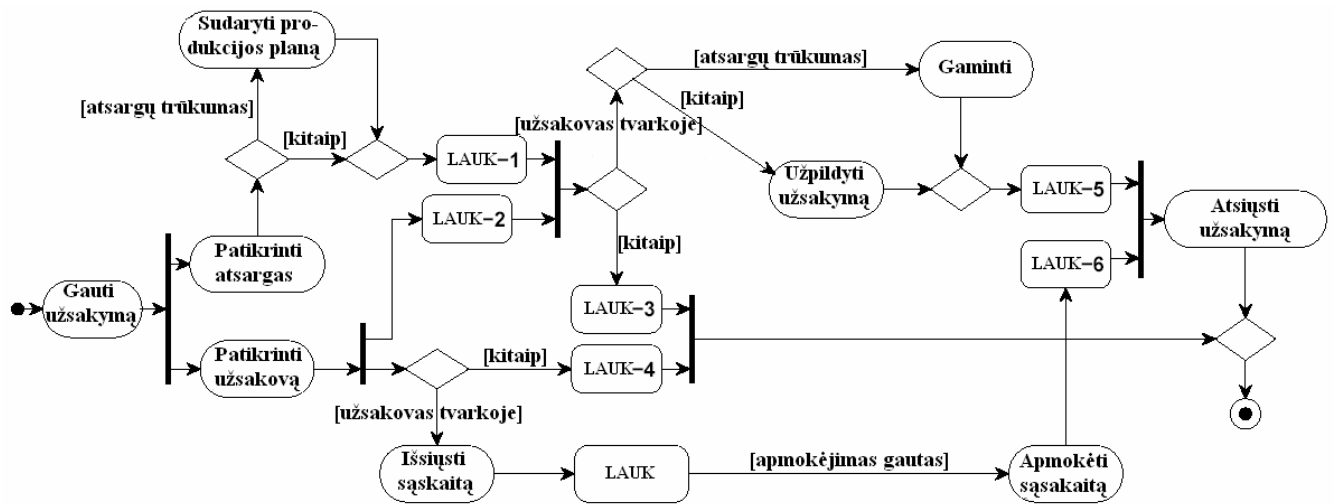 Sudaryti pro-
dukcijos planą
[atsargų trūkumas]
Gaminti
[atsargų trūkumas]
[kitaip]
[kitaip]
[užsakovas tvarkoje]
LAUK-1
Užpildyti
užsakymą
LAUK-5
LAUK-2
Atsiųsti
užsakymą
Patikrinti
atsargas
[kitaip]
LAUK-6
Gauti
užsakymą
LAUK-3
Patikrinti
užsakovą
[kitaip]
LAUK-4
[užsakovas tvarkoje]
Išsiųsti
sąskaitą
LAUK
[apmokėjimas gautas]
Apmokėti
sąsakaitą